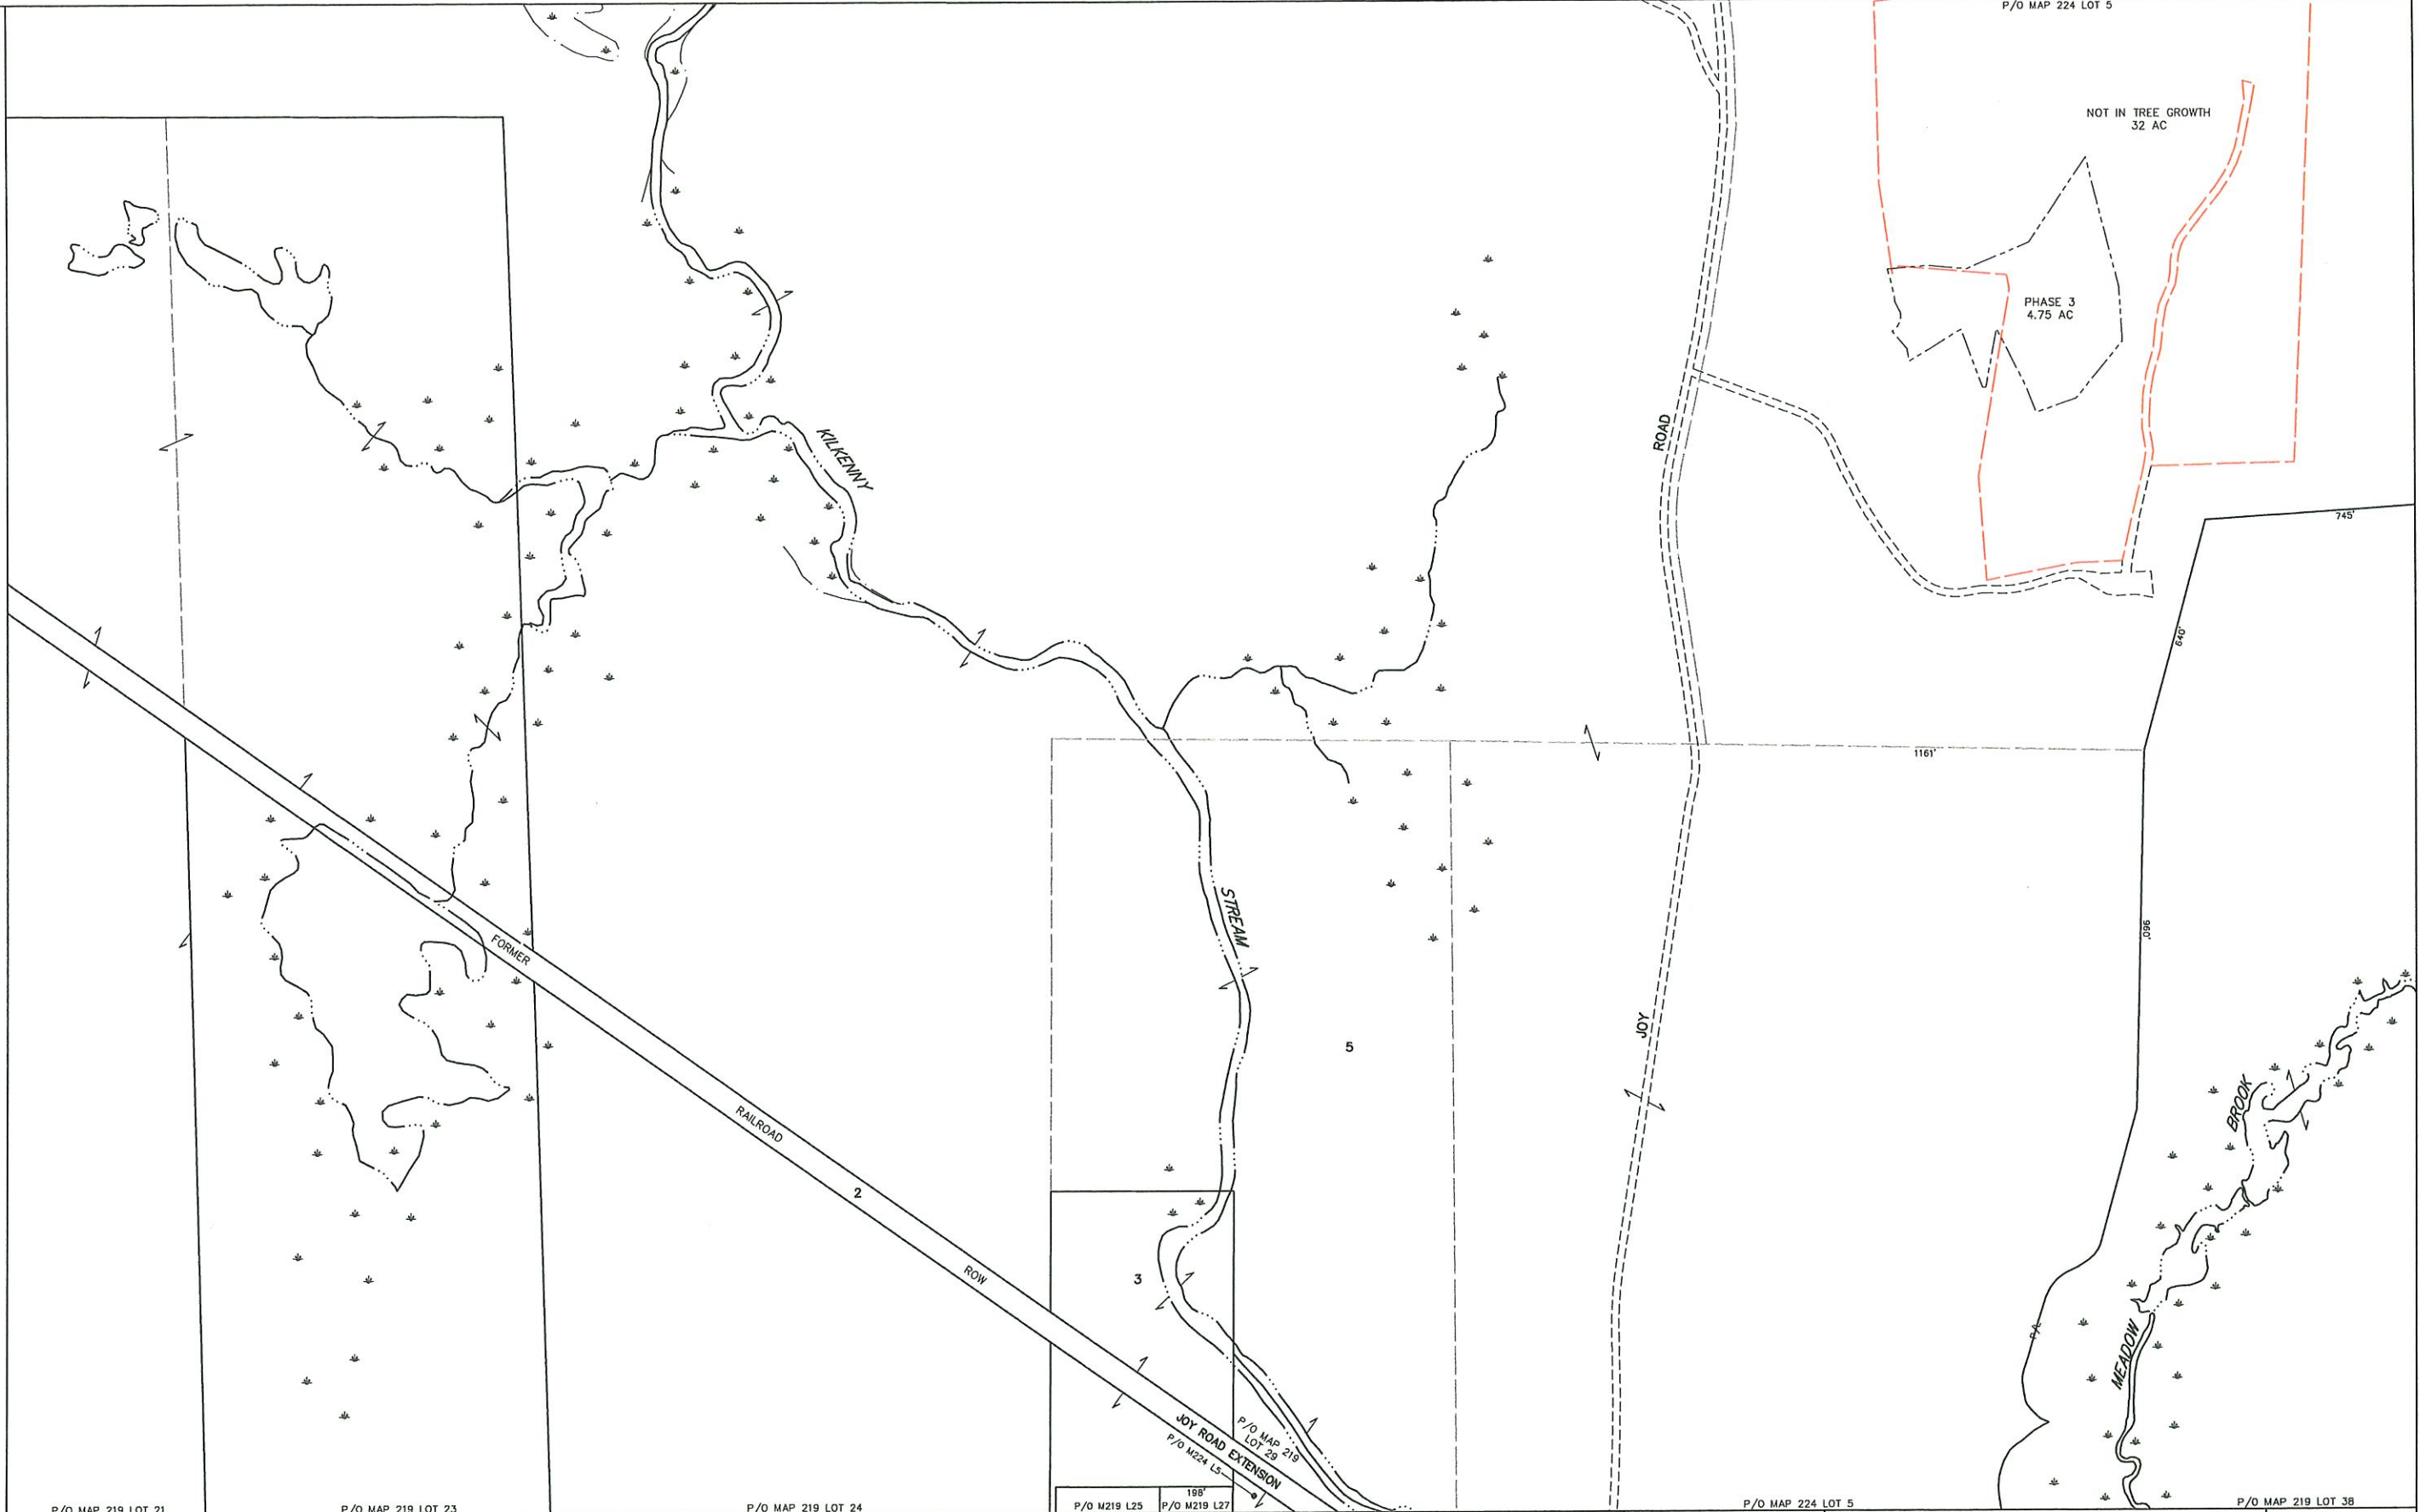 P/O MAP 224 LOT 5
NOT IN TREE GROWTH
32 AC
PHASE 3
4.75 AC
KILKENNY
ROAD
745'
640'
1161'
STREAM
960'
FORMER
JOY
5
BROOK
RAILROAD
2
ROW
3
MEADOW
P/L
JOY ROAD EXTENSION
P/O MAP 219
LOT 29
P/O M224 L5
198'
P/O MAP 219 LOT 21
P/O MAP 219 LOT 23
P/O MAP 219 LOT 24
P/O M219 L25
P/O M219 L27
P/O MAP 224 LOT 5
P/O MAP 219 LOT 38